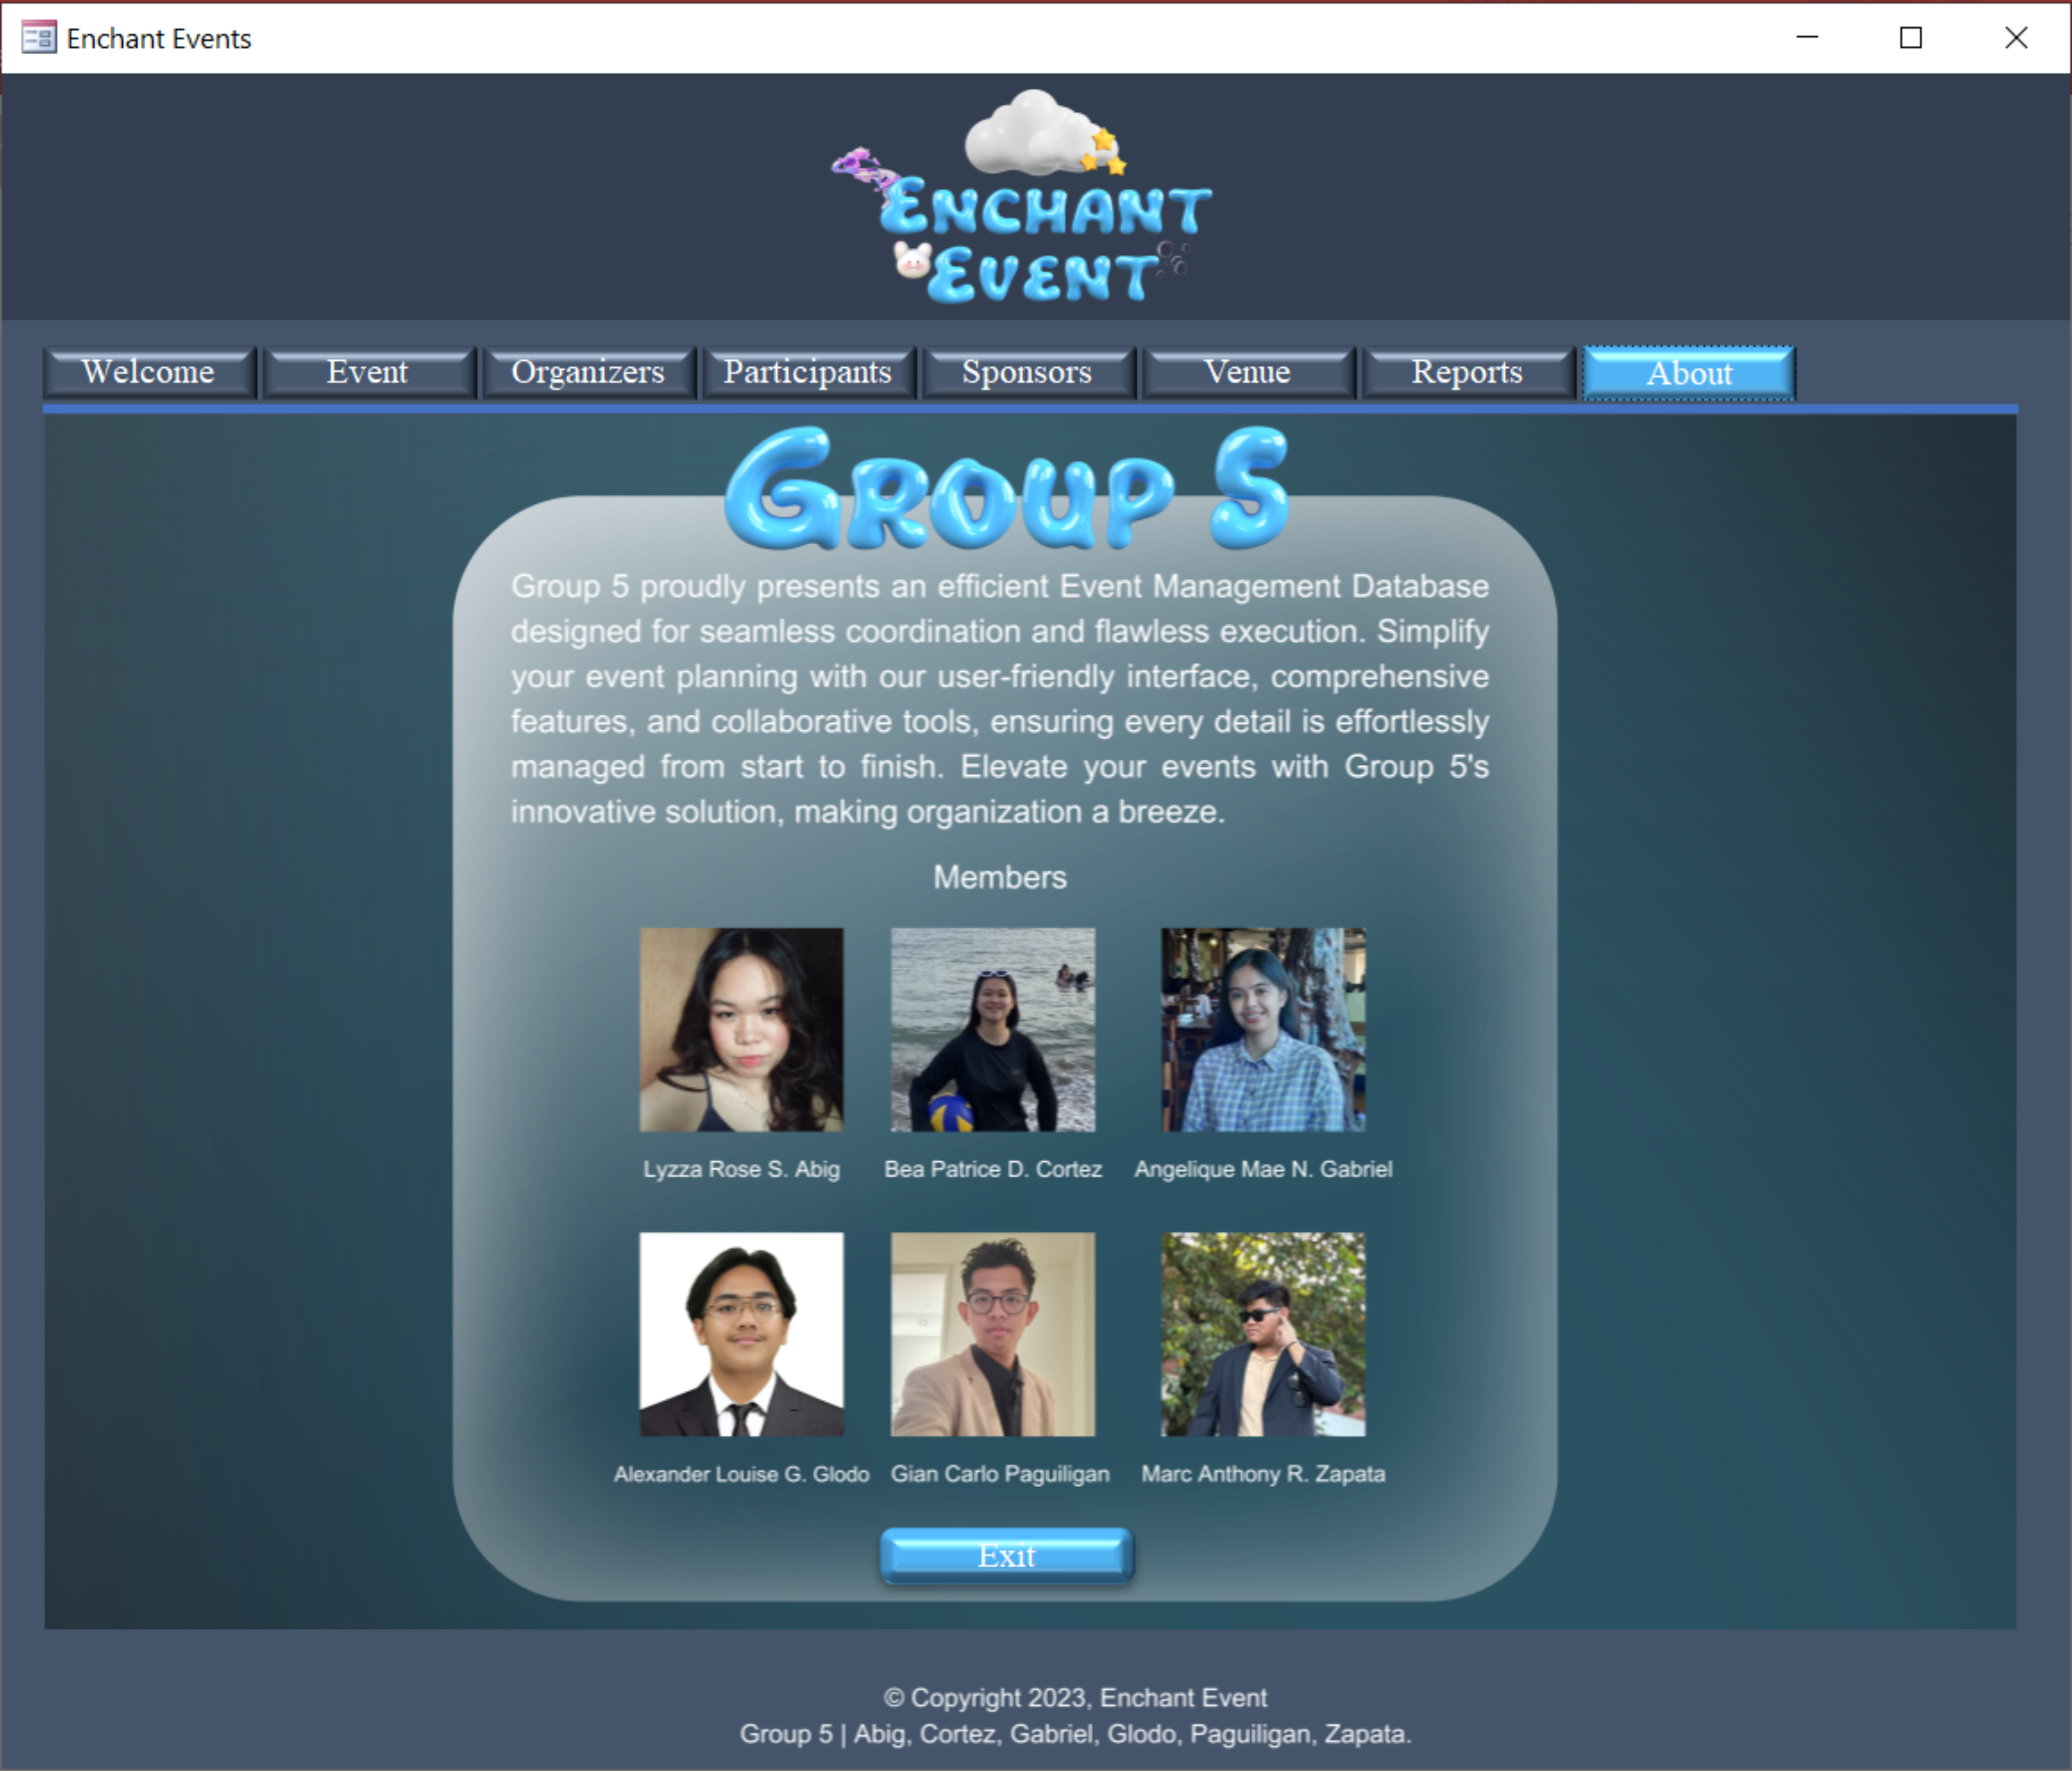 Enchant Events
ENCHANT
EVENT
Welcome Event Organizers Participants Sponsors Venue Reports About
GROUP 5
Group 5 proudly presents an efficient Event Management Database
designed for seamless coordination and flawless execution. Simplify
your event planning with our user-friendly interface, comprehensive
features, and collaborative tools, ensuring every detail is effortlessly
managed from start to finish. Elevate your events with Group 5's
innovative solution, making organization a breeze.
Members
Lyzza Rose S. Abig Bea Patrice D. Cortez Angelique Mae N. Gabriel
Alexander Louise G. Glodo Gian Carlo Paguiligan Marc Anthony R. Zapata
Exit
© Copyright 2023, Enchant Event
Group 5 | Abig, Cortez, Gabriel, Glodo, Paguiligan, Zapata.